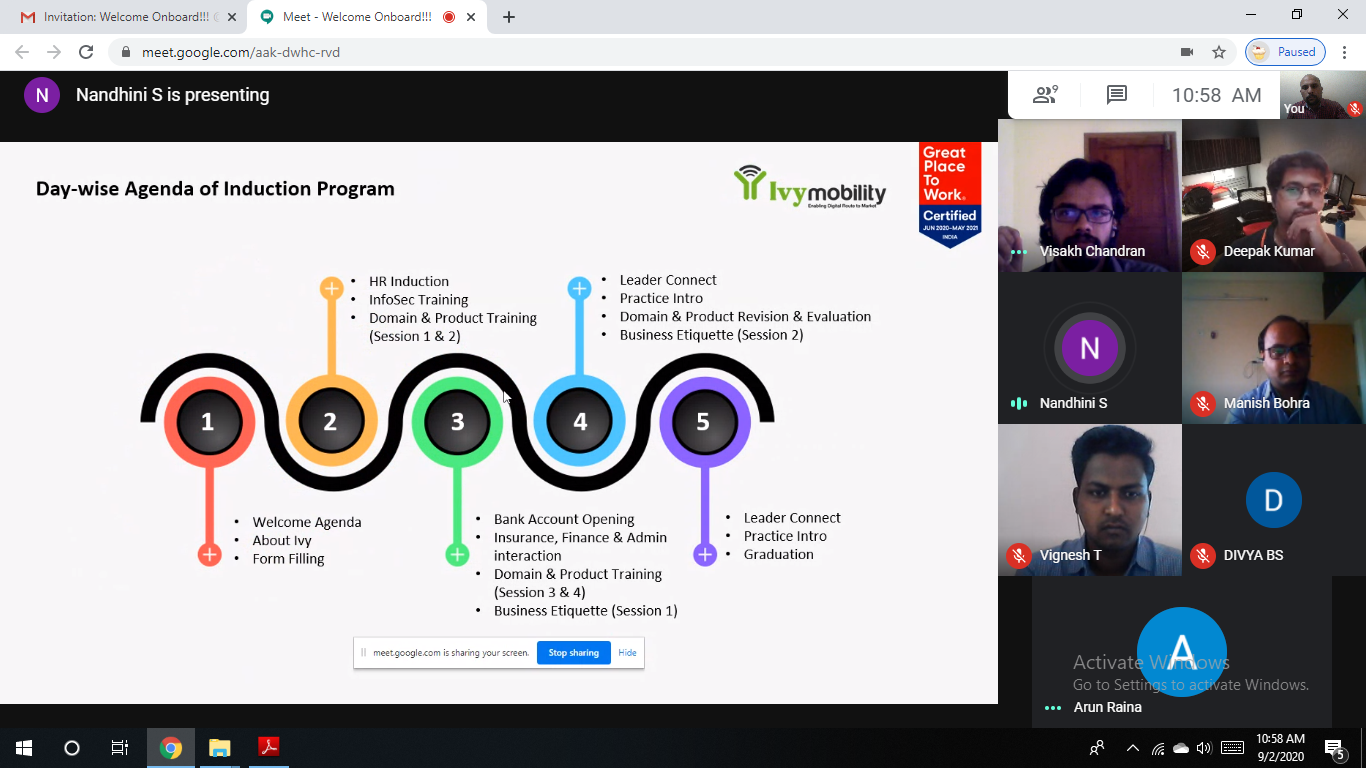 Invitation: Welcome Onboard!!!
Meet - Welcome Onboard!!!
meet.google.com/aak-dwhc-rvd
Paused
N
Nandhini S is presenting
9
10:58 AM
You
Day-wise Agenda of Induction Program
Ivymobility
Enabling Digital Route to Market
Great
Place
To
Work.
Certified
JUN 2020-MAY 2021
INDIA
• HR Induction
• InfoSec Training
• Domain & Product Training
(Session 1 & 2)
• Leader Connect
• Practice Intro
• Domain & Product Revision & Evaluation
• Business Etiquette (Session 2)
1
2
3
4
5
• Welcome Agenda
• About Ivy
• Form Filling
• Bank Account Opening
• Insurance, Finance & Admin
interaction
• Domain & Product Training
(Session 3 & 4)
• Business Etiquette (Session 1)
• Leader Connect
• Practice Intro
• Graduation
meet.google.com is sharing your screen.
Stop sharing
Hide
Visakh Chandran
Deepak Kumar
N
Nandhini S
Manish Bohra
Vignesh T
D
DIVYA BS
A
Arun Raina
Activate Windows
Go to Settings to activate Windows.
10:58 AM
9/2/2020
5